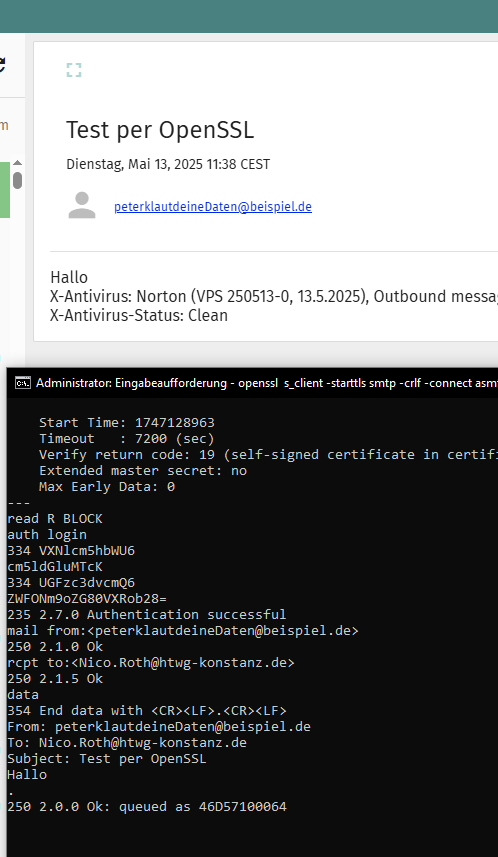 m
Test per OpenSSL
Dienstag, Mai 13, 2025 11:38 CEST
peterklautdeineDaten@beispiel.de
Hallo
X-Antivirus: Norton (VPS 250513-0, 13.5.2025), Outbound messa
X-Antivirus-Status: Clean
Administrator: Eingabeaufforderung - openssl s_client -starttls smtp -crlf -connect asmt
Start Time: 1747128963
Timeout : 7200 (sec)
Verify return code: 19 (self-signed certificate in certifi
Extended master secret: no
Max Early Data: 0
---
read R BLOCK
auth login
334 VXNlcm5hbWU6
cm5ldGluMTcK
334 UGFzc3dvcmQ6
ZWFONm9oZG80VXRob28=
235 2.7.0 Authentication successful
mail from:<peterklautdeineDaten@beispiel.de>
250 2.1.0 Ok
rcpt to:<Nico.Roth@htwg-konstanz.de>
250 2.1.5 Ok
data
354 End data with <CR><LF>.<CR><LF>
From: peterklautdeineDaten@beispiel.de
To: Nico.Roth@htwg-konstanz.de
Subject: Test per OpenSSL
Hallo
.
250 2.0.0 Ok: queued as 46D57100064